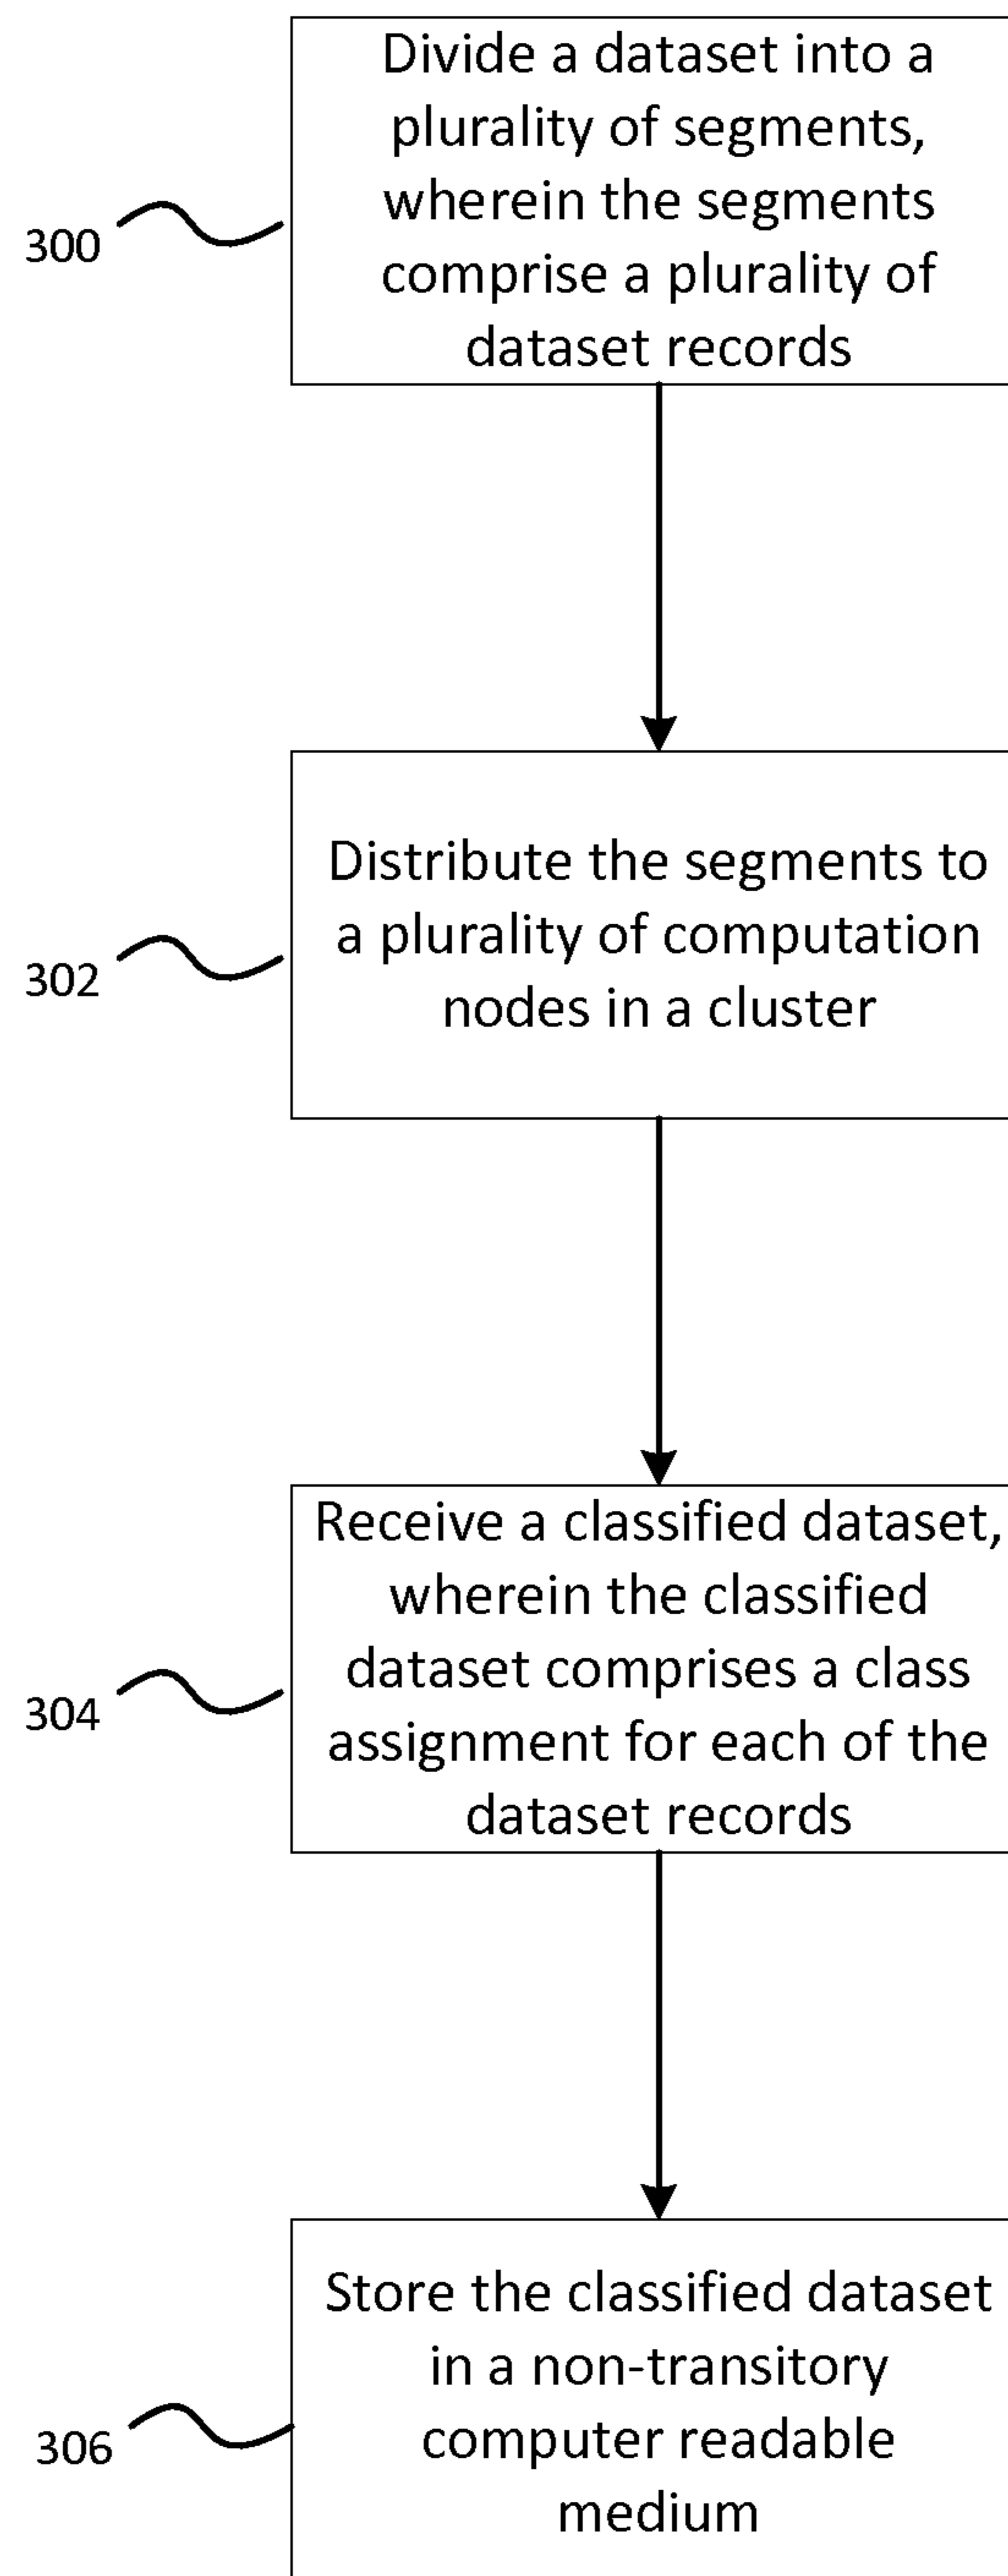 Divide a dataset into a
plurality of segments,
wherein the segments
comprise a plurality of
dataset records
300
Distribute the segments to
a plurality of computation
nodes in a cluster
302
Receive a classified dataset,
wherein the classified
dataset comprises a class
assignment for each of the
dataset records
304
Store the classified dataset
in a non-transitory
computer readable
medium
306